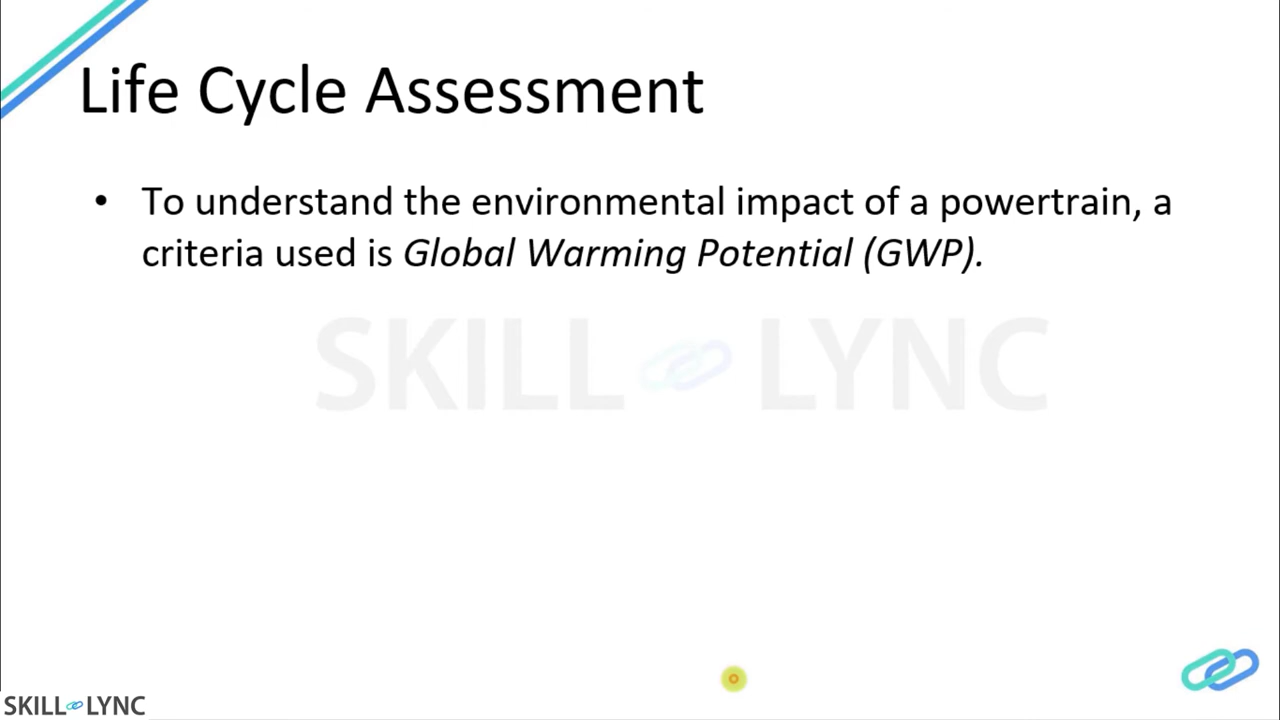 Life Cycle Assessment
• To understand the environmental impact of a powertrain, a
criteria used is Global Warming Potential (GWP).
SKILL LYNC
SKILL LYNC